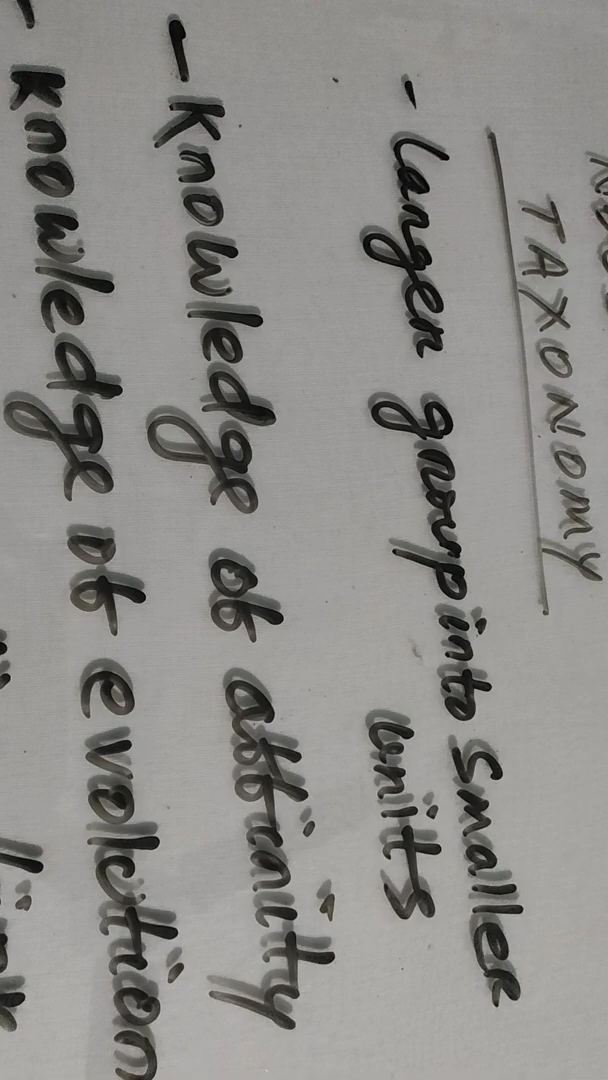 TAXONOMY
- Larger group into smaller
units
- Knowledge of affinity
- Knowledge of evolution